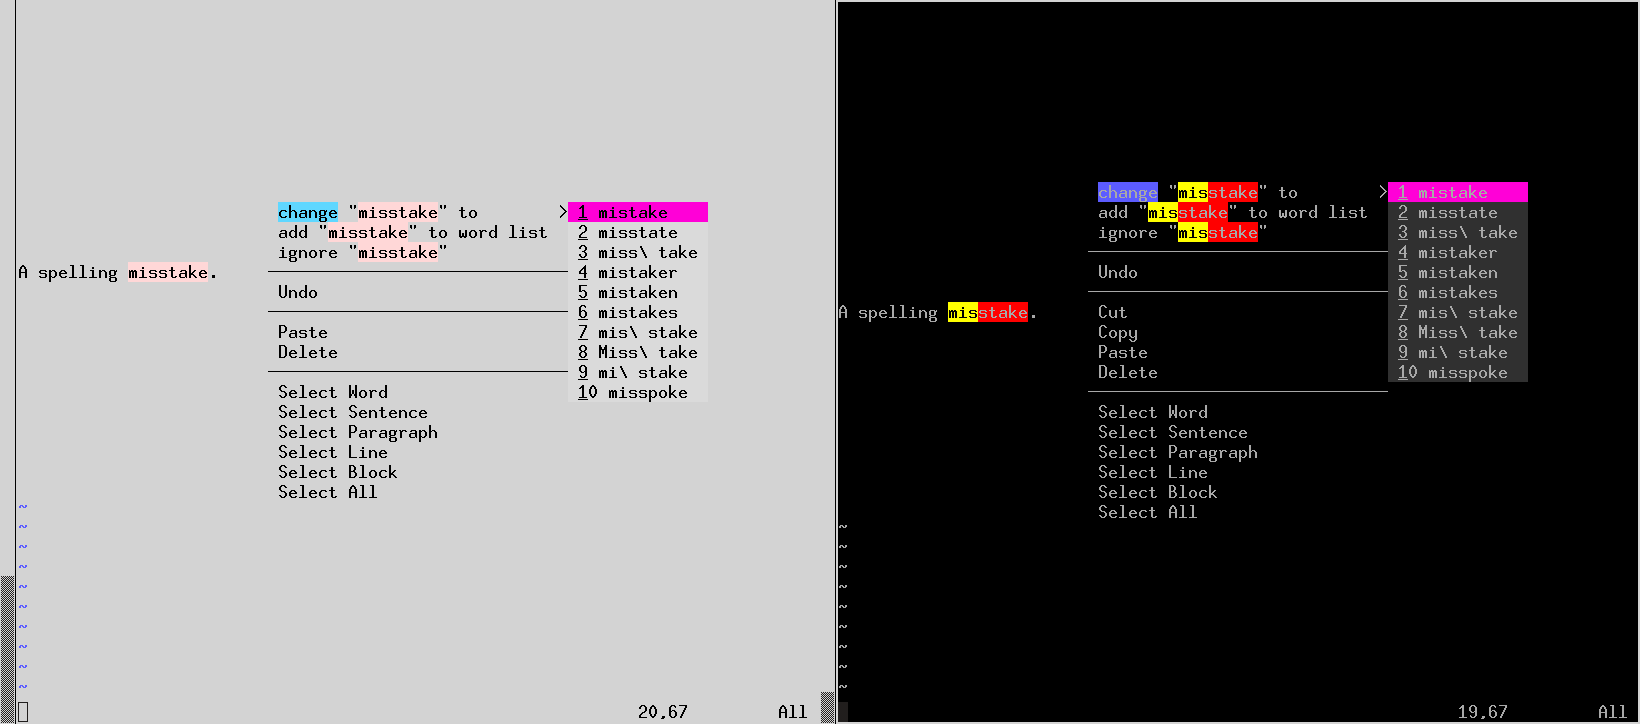 change "misstake" to > 1 mistake
add "misstake" to word list 2 misstate
ignore "misstake" 3 miss\ take
A spelling misstake. 4 mistaker
Undo 5 mistaken
6 mistakes
Paste 7 mis\ stake
Delete 8 Miss\ take
9 mi\ stake
Select Word 10 misspoke
Select Sentence
Select Paragraph
Select Line
Select Block
Select All
~
~
~
~
~
~
~
~
~
~
20,67 All
change "misstake" to > 1 mistake
add "misstake" to word list 2 misstate
ignore "misstake" 3 miss\ take
4 mistaker
Undo 5 mistaken
6 mistakes
A spelling misstake. Cut 7 mis\ stake
Copy 8 Miss\ take
Paste 9 mi\ stake
Delete 10 misspoke
Select Word
Select Sentence
Select Paragraph
Select Line
Select Block
Select All
~
~
~
~
~
~
~
~
~
19,67 All